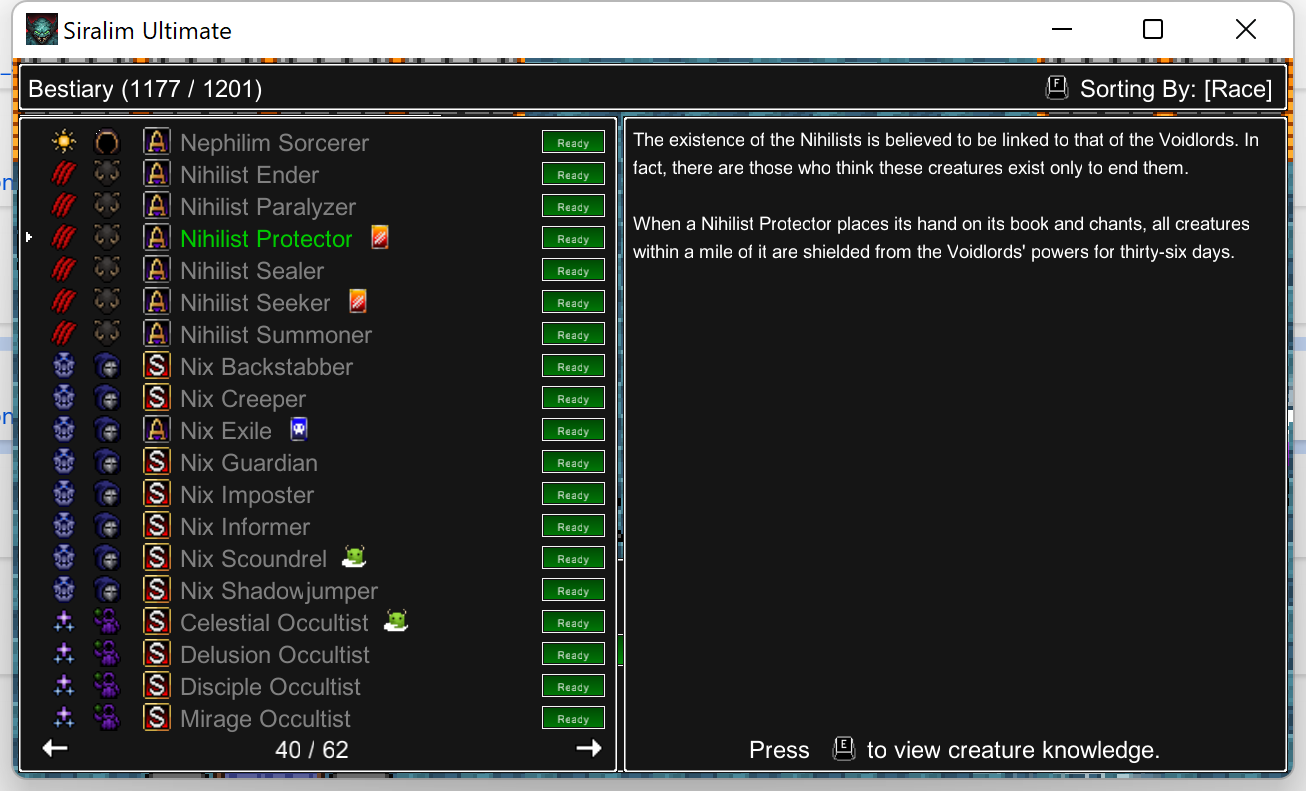 Siralim Ultimate
Bestiary (1177 / 1201)
F Sorting By: [Race]
A Nephilim Sorcerer Ready
A Nihilist Ender Ready
A Nihilist Paralyzer Ready
A Nihilist Protector Ready
A Nihilist Sealer Ready
A Nihilist Seeker Ready
A Nihilist Summoner Ready
S Nix Backstabber Ready
S Nix Creeper Ready
A Nix Exile Ready
S Nix Guardian Ready
S Nix Imposter Ready
S Nix Informer Ready
S Nix Scoundrel Ready
S Nix Shadowjumper Ready
S Celestial Occultist Ready
S Delusion Occultist Ready
S Disciple Occultist Ready
S Mirage Occultist Ready
40 / 62
The existence of the Nihilists is believed to be linked to that of the Voidlords. In
fact, there are those who think these creatures exist only to end them.
When a Nihilist Protector places its hand on its book and chants, all creatures
within a mile of it are shielded from the Voidlords' powers for thirty-six days.
Press E to view creature knowledge.